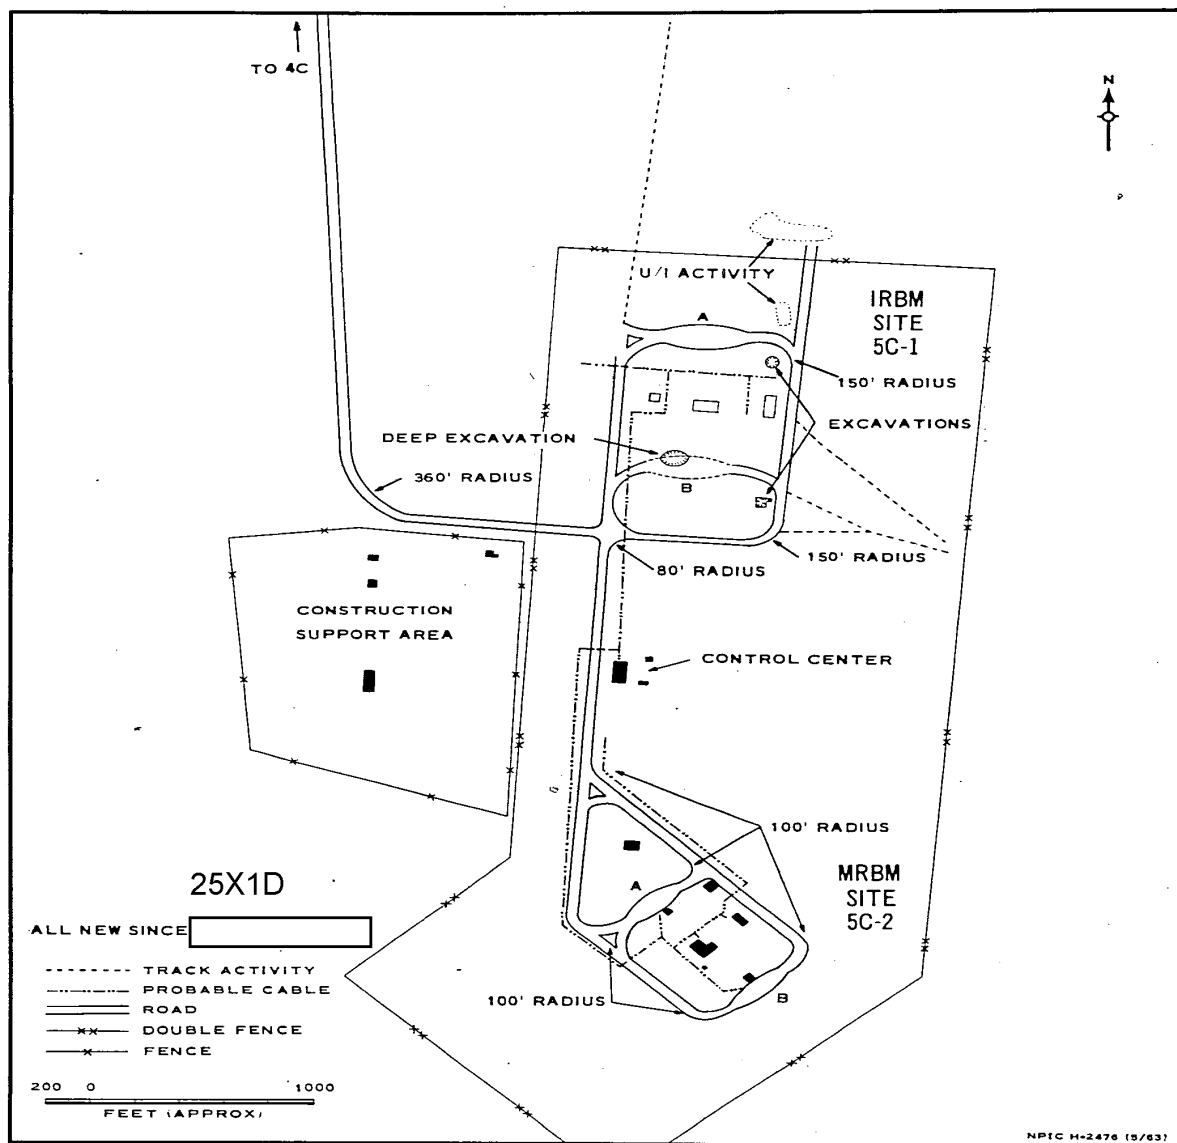 TO 4C
N
U/I ACTIVITY
A
IRBM
SITE
5C-1
150' RADIUS
EXCAVATIONS
DEEP EXCAVATION
360' RADIUS
B
150' RADIUS
80' RADIUS
CONSTRUCTION
SUPPORT AREA
CONTROL CENTER
100' RADIUS
MRBM
SITE
5C-2
A
25X1D
ALL NEW SINCE
TRACK ACTIVITY
PROBABLE CABLE
ROAD
DOUBLE FENCE
FENCE
100' RADIUS
B
200 0 1000
FEET (APPROX)
NPIC H-2476 (5/63)